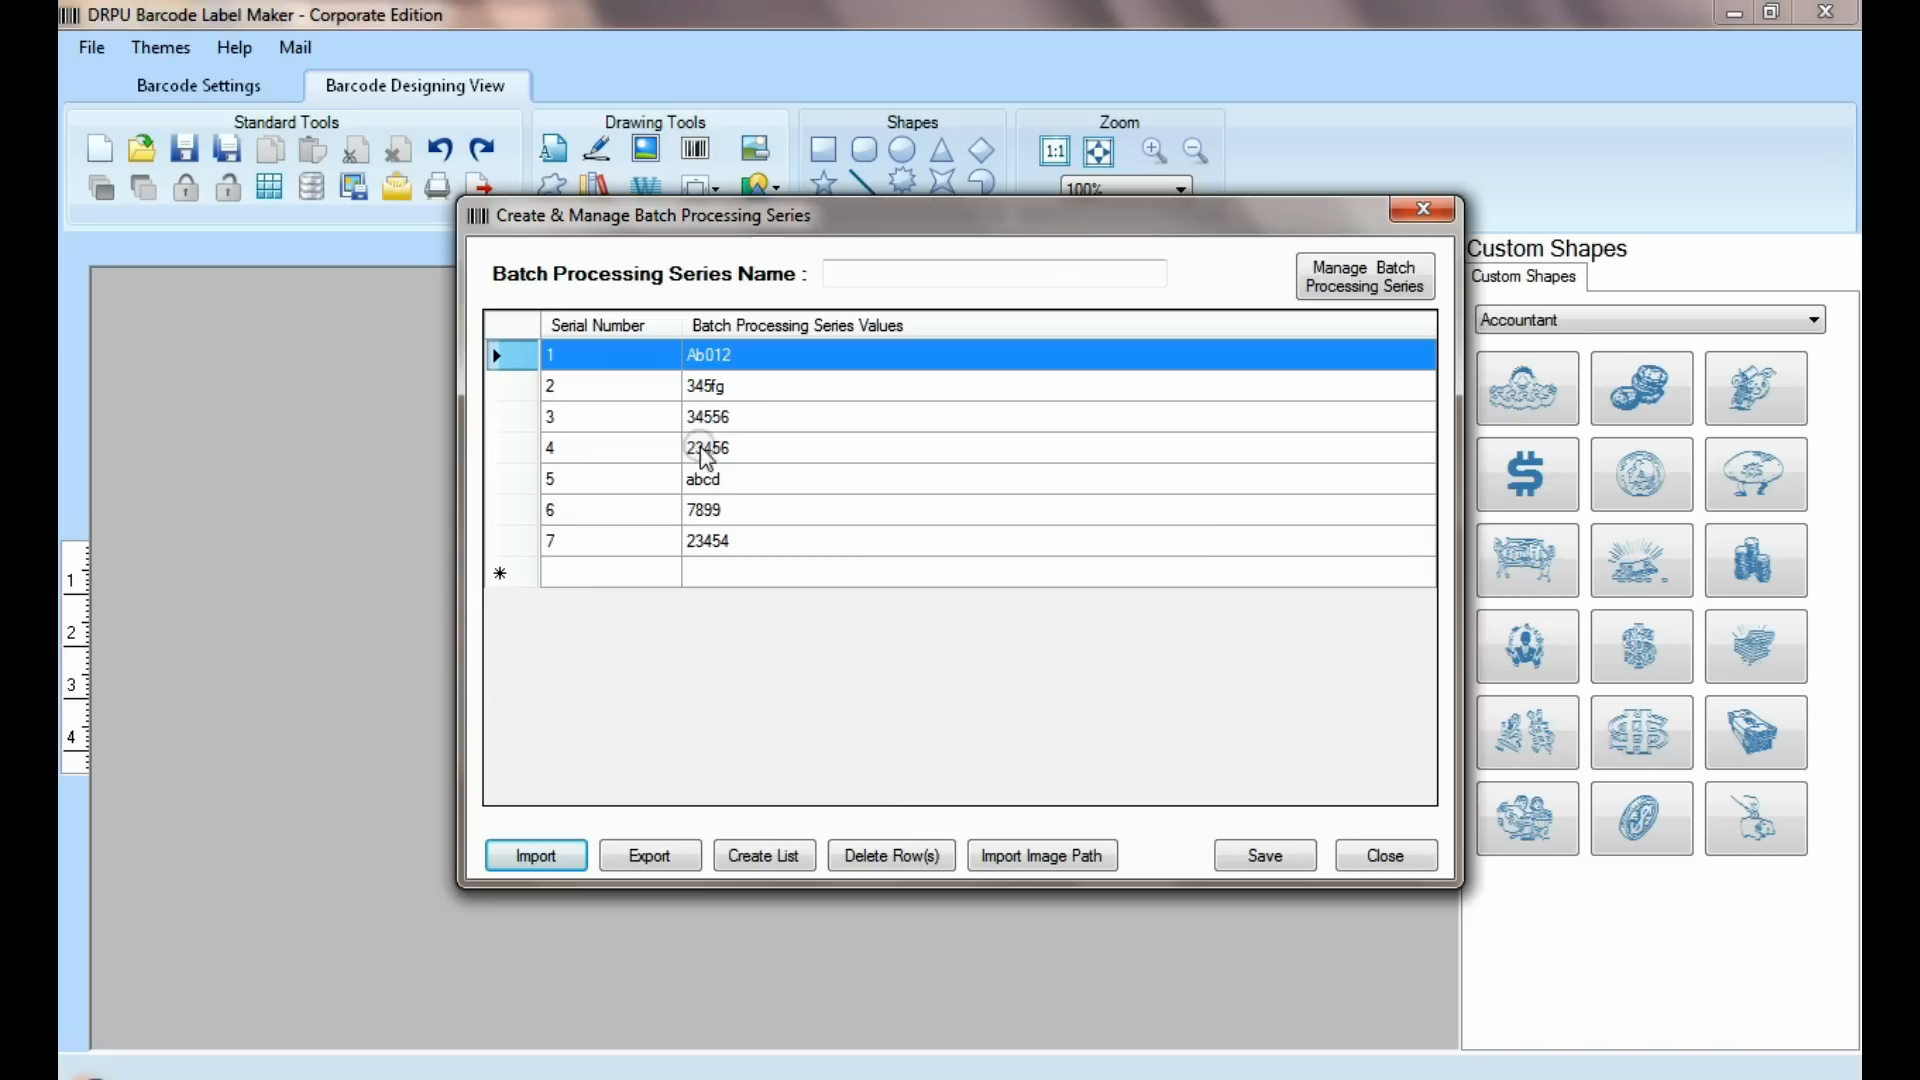 DRPU Barcode Label Maker - Corporate Edition
File Themes Help Mail
Barcode Settings Barcode Designing View
Standard Tools Drawing Tools Shapes Zoom
1:1
100%
Create & Manage Batch Processing Series
Batch Processing Series Name :
Manage Batch
Processing Series
Serial Number Batch Processing Series Values
1 Ab012
2 345fg
3 34556
4 23456
5 abcd
6 7899
7 23454
*
Import Export Create List Delete Row(s) Import Image Path Save Close
Custom Shapes
Custom Shapes
Accountant
1
2
3
4